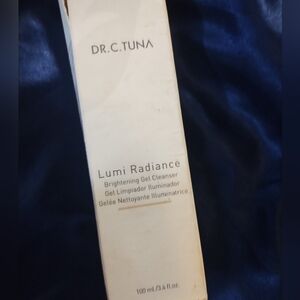 DR.C.TUNA
Lumi Radiance
Brightening Gel Cleanser
Gel Limpiador Iluminador
Gelée Nettoyante Illuminatrice
100 ml./3.4 fl.oz.